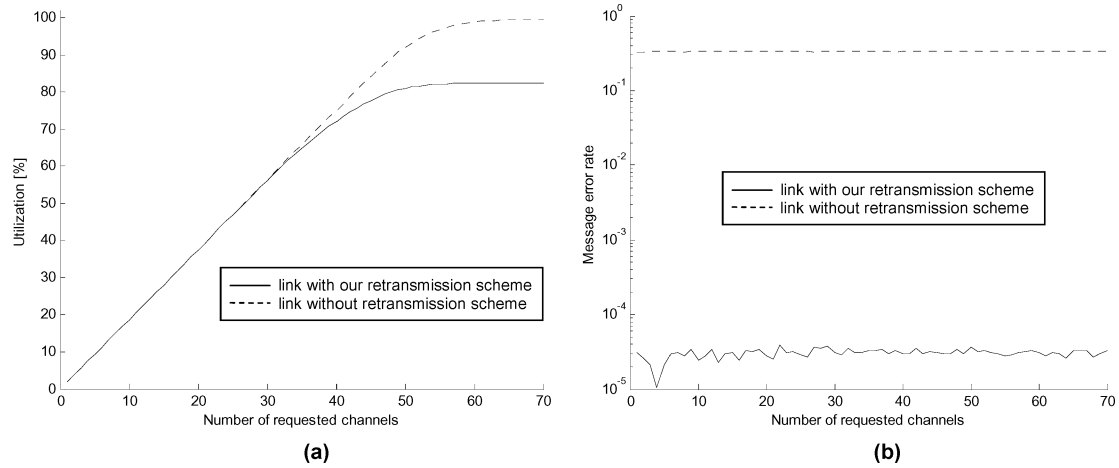 100
90
80
70
60
50
40
30
20
10
0
Utilization [%]
link with our retransmission scheme
link without retransmission scheme
0 10 20 30 40 50 60 70
Number of requested channels
(a)
10^0
10^-1
10^-2
10^-3
10^-4
10^-5
Message error rate
link with our retransmission scheme
link without retransmission scheme
0 10 20 30 40 50 60 70
Number of requested channels
(b)